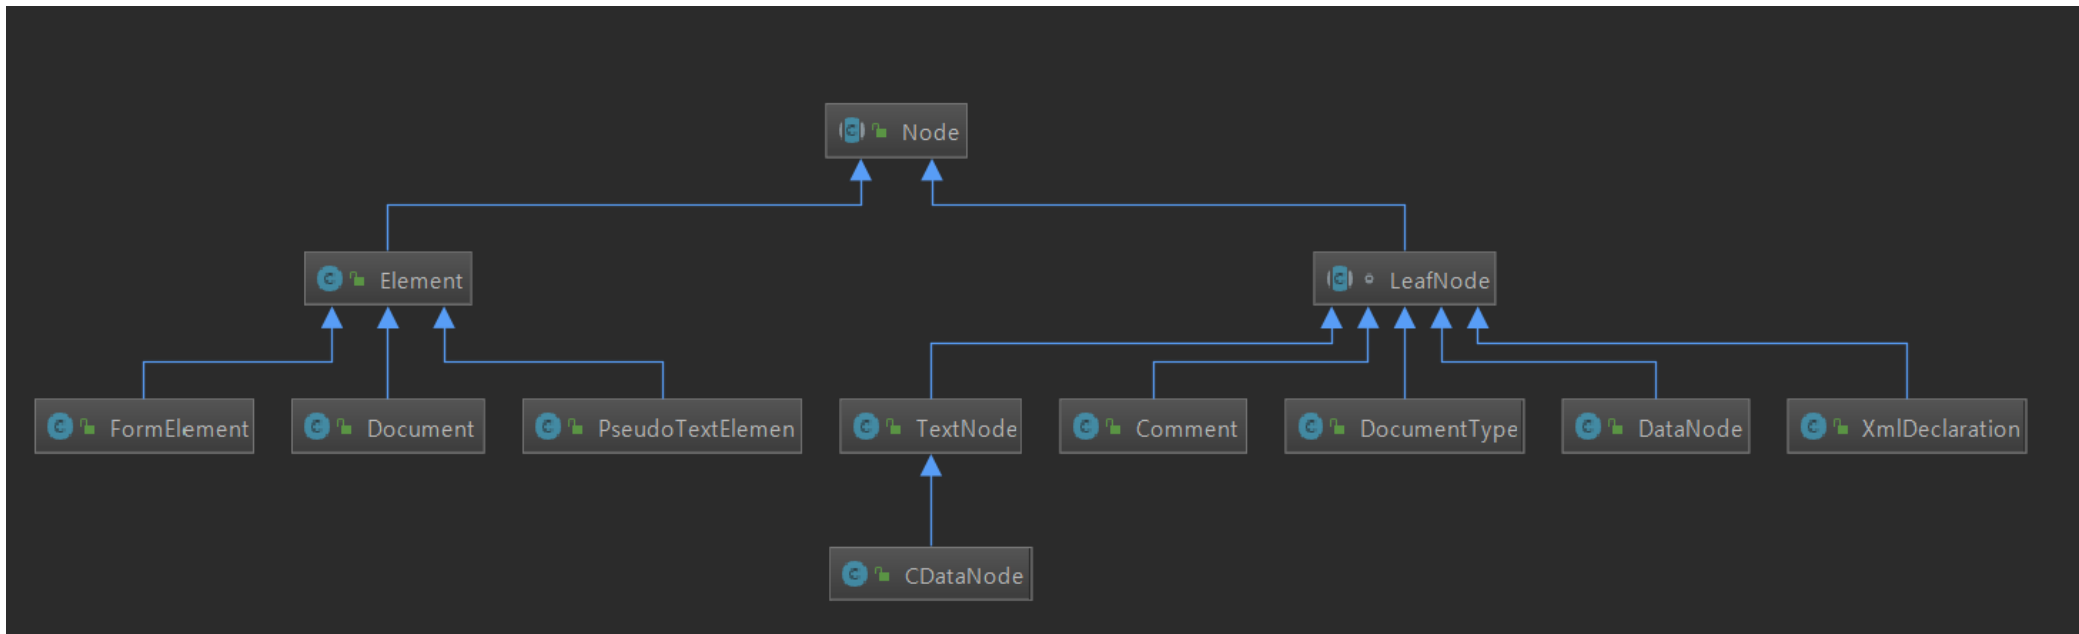 Node
Element
LeafNode
FormElement
Document
PseudoTextElemen
TextNode
Comment
DocumentType
DataNode
XmlDeclaration
CDataNode